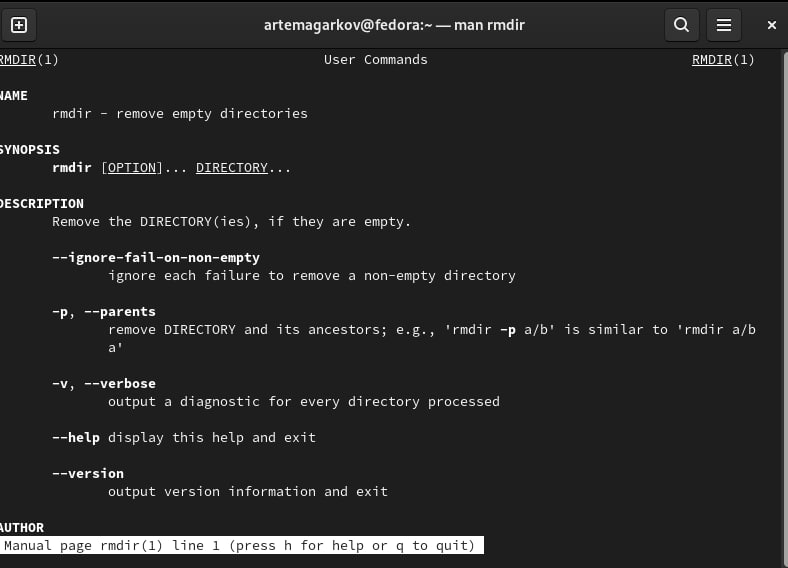 artemagarkov@fedora:~ — man rmdir
RMDIR(1) User Commands RMDIR(1)
NAME
rmdir - remove empty directories
SYNOPSIS
rmdir [OPTION]... DIRECTORY...
DESCRIPTION
Remove the DIRECTORY(ies), if they are empty.
--ignore-fail-on-non-empty
ignore each failure to remove a non-empty directory
-p, --parents
remove DIRECTORY and its ancestors; e.g., 'rmdir -p a/b' is similar to 'rmdir a/b
a'
-v, --verbose
output a diagnostic for every directory processed
--help display this help and exit
--version
output version information and exit
AUTHOR
Manual page rmdir(1) line 1 (press h for help or q to quit)